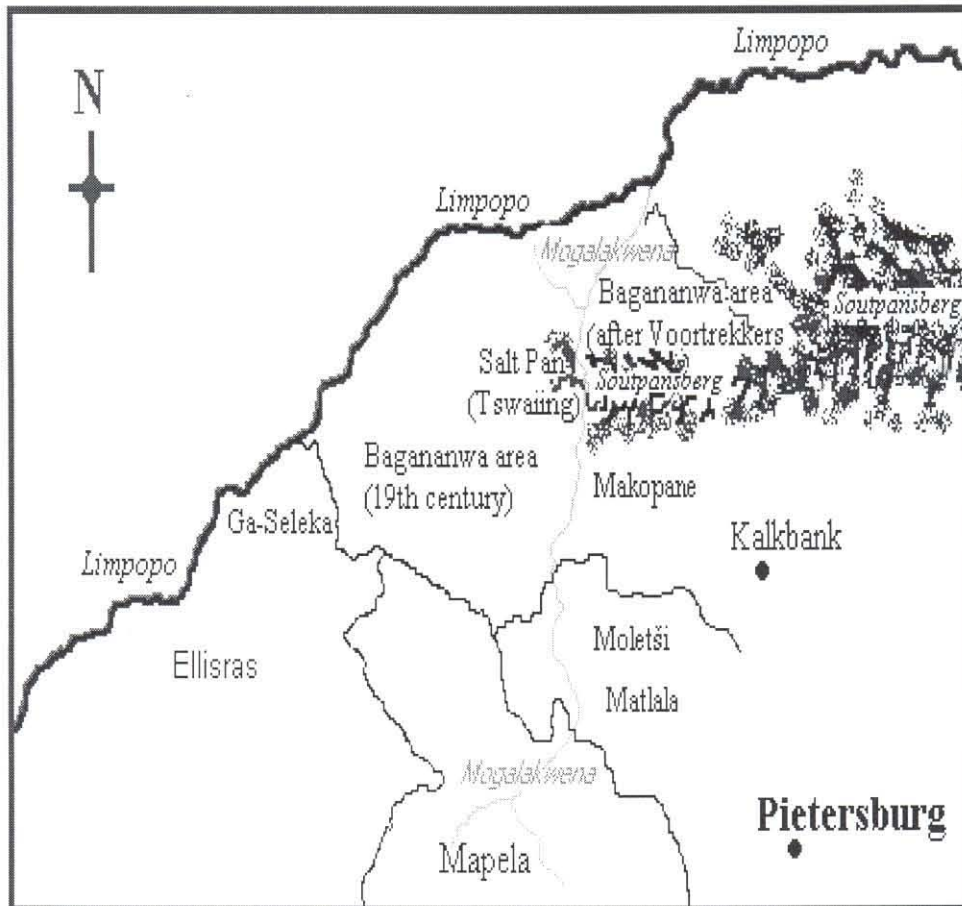 Limpopo
N
Limpopo
Mogalakwena
Bagananwa area
(after Voortrekkers
Soutpansberg
Salt Pan
(Tswaiing)
Soutpansberg
Bagananwa area
(19th century)
Makopane
Ga-Seleka
Kalkbank
Limpopo
Moletši
Ellisras
Matlala
Mogalakwena
Pietersburg
Mapela